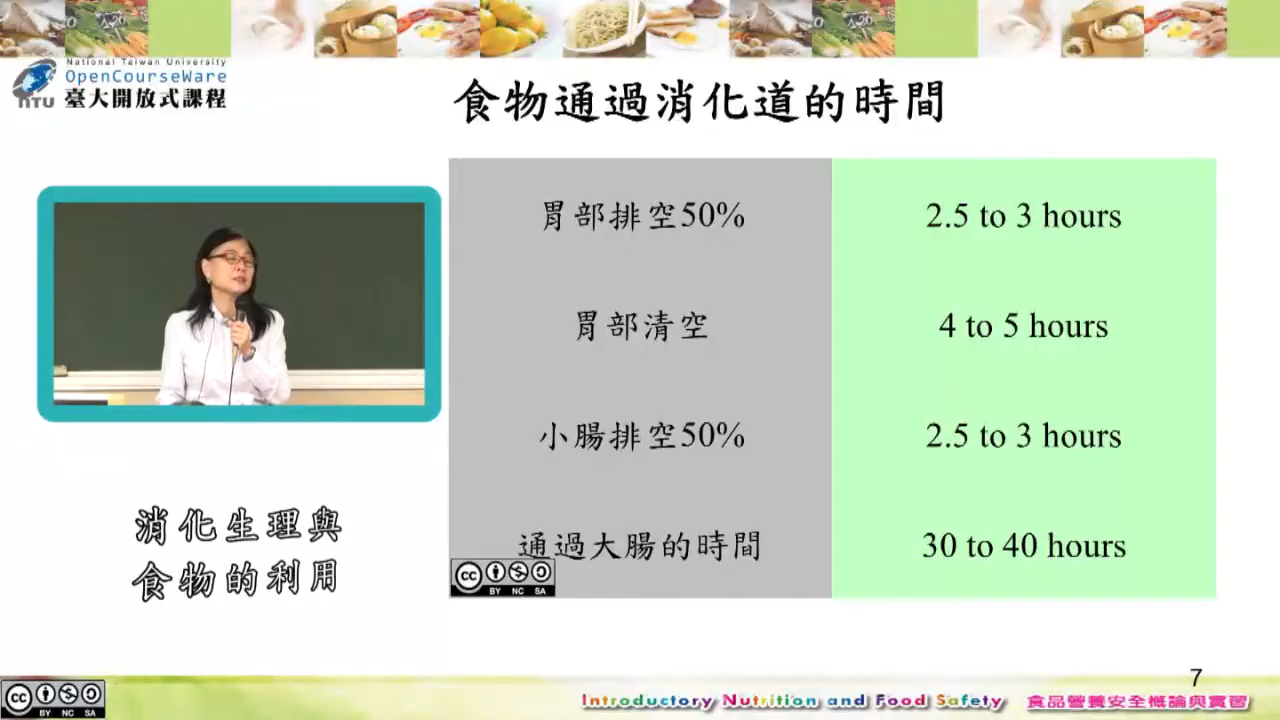 National Taiwan University
OpenCourseWare
NTU 臺大開放式課程
食物通過消化道的時間
胃部排空50% 2.5 to 3 hours
胃部清空 4 to 5 hours
小腸排空50% 2.5 to 3 hours
通過大腸的時間 30 to 40 hours
cc BY NC SA
消化生理與
食物的利用
7
cc BY NC SA
Introductory Nutrition and Food Safety 食品營養安全概論與實習